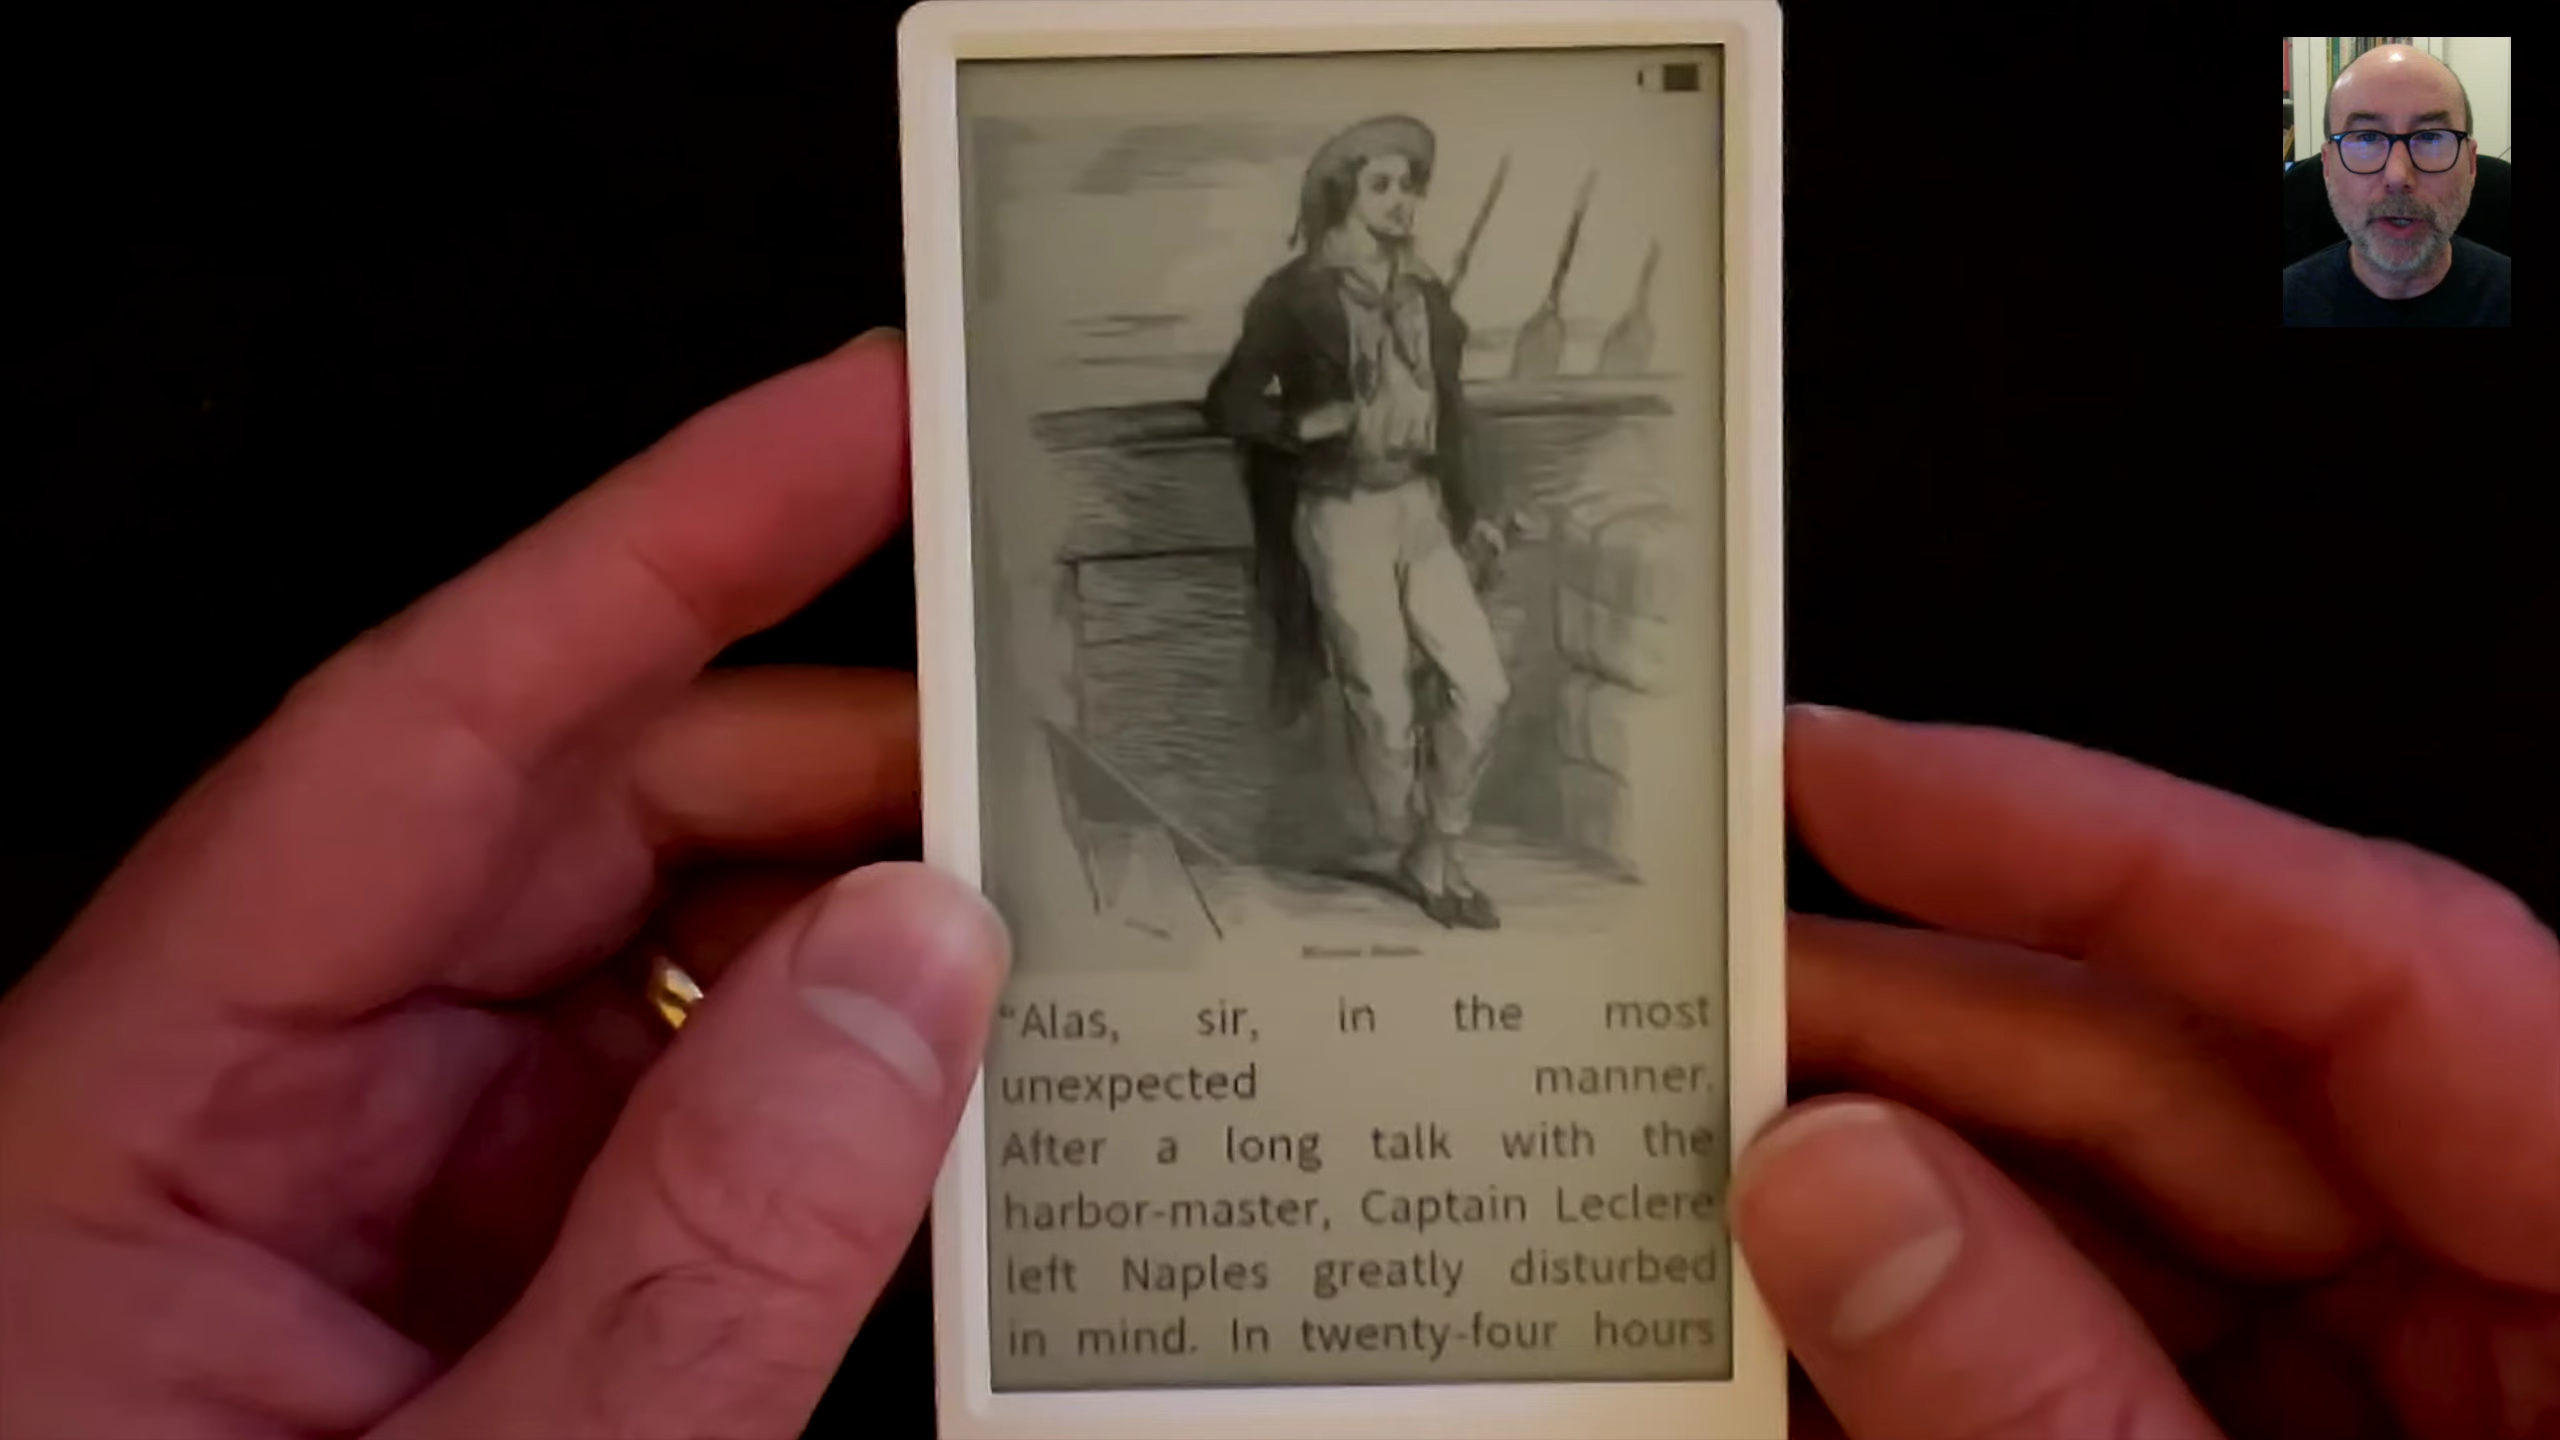 “Alas, sir, in the most
unexpected manner.
After a long talk with the
harbor-master, Captain Leclere
left Naples greatly disturbed
in mind. In twenty-four hours